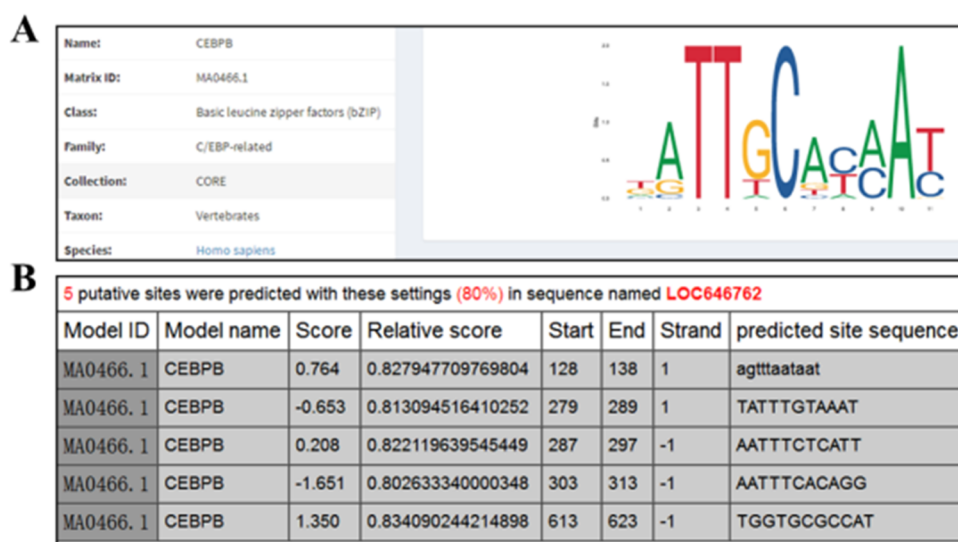 A
Name: CEBPB
Matrix ID: MA0466.1
Class: Basic leucine zipper factors (bZIP)
Family: C/EBP-related
Collection: CORE
Taxon: Vertebrates
Species: Homo sapiens
B
5 putative sites were predicted with these settings (80%) in sequence named LOC646762
Model ID Model name Score Relative score Start End Strand predicted site sequence
MA0466.1 CEBPB 0.764 0.827947709769804 128 138 1 agtttaataat
MA0466.1 CEBPB -0.653 0.813094516410252 279 289 1 TATTTGTAAAT
MA0466.1 CEBPB 0.208 0.822119639545449 287 297 -1 AATTTCTCATT
MA0466.1 CEBPB -1.651 0.802633340000348 303 313 -1 AATTTCACAGG
MA0466.1 CEBPB 1.350 0.834090244214898 613 623 -1 TGGTGCGCCAT